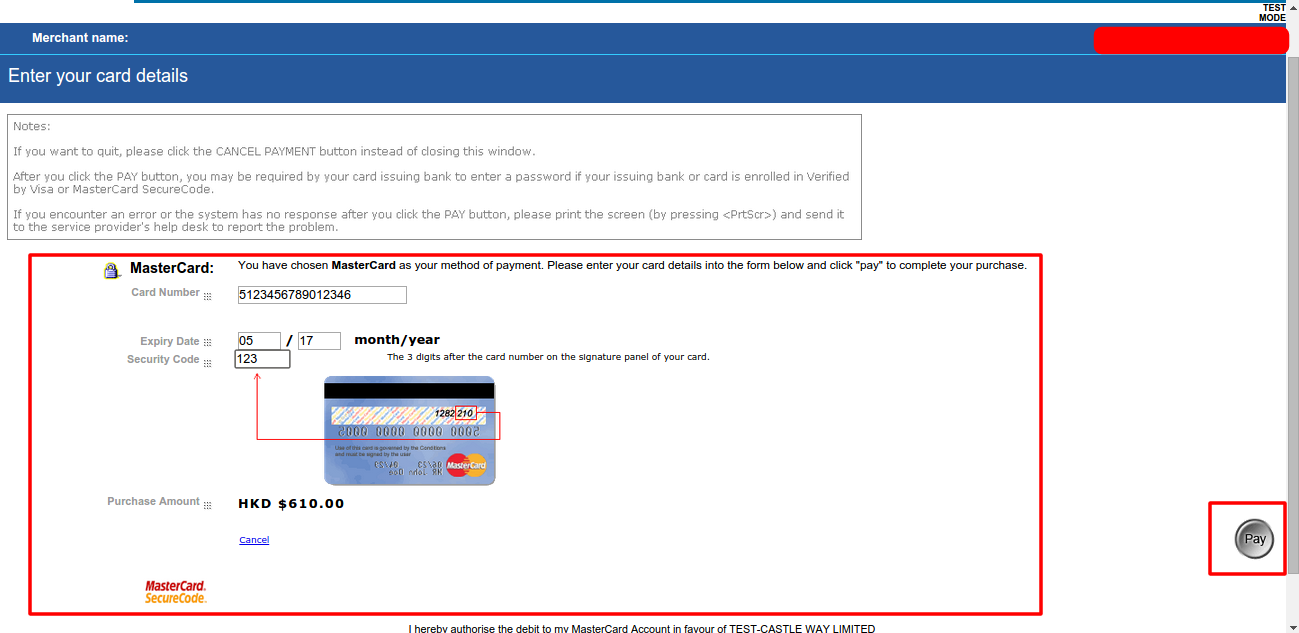 TEST
MODE
Merchant name:
Enter your card details
Notes:
If you want to quit, please click the CANCEL PAYMENT button instead of closing this window.
After you click the PAY button, you may be required by your card issuing bank to enter a password if your issuing bank or card is enrolled in Verified
by Visa or MasterCard SecureCode.
If you encounter an error or the system has no response after you click the PAY button, please print the screen (by pressing <PrtScr>) and send it
to the service provider's help desk to report the problem.
MasterCard: You have chosen MasterCard as your method of payment. Please enter your card details into the form below and click "pay" to complete your purchase.
Card Number 5123456789012346
Expiry Date 05 / 17 month/year
Security Code 123 The 3 digits after the card number on the signature panel of your card.
1282 210
5000 0000 0000 0005
Use of this card is governed by the Conditions
and must be signed by the user
MasterCard
Purchase Amount HKD $610.00
Cancel
Pay
MasterCard.
SecureCode.
I hereby authorise the debit to my MasterCard Account in favour of TEST-CASTLE WAY LIMITED